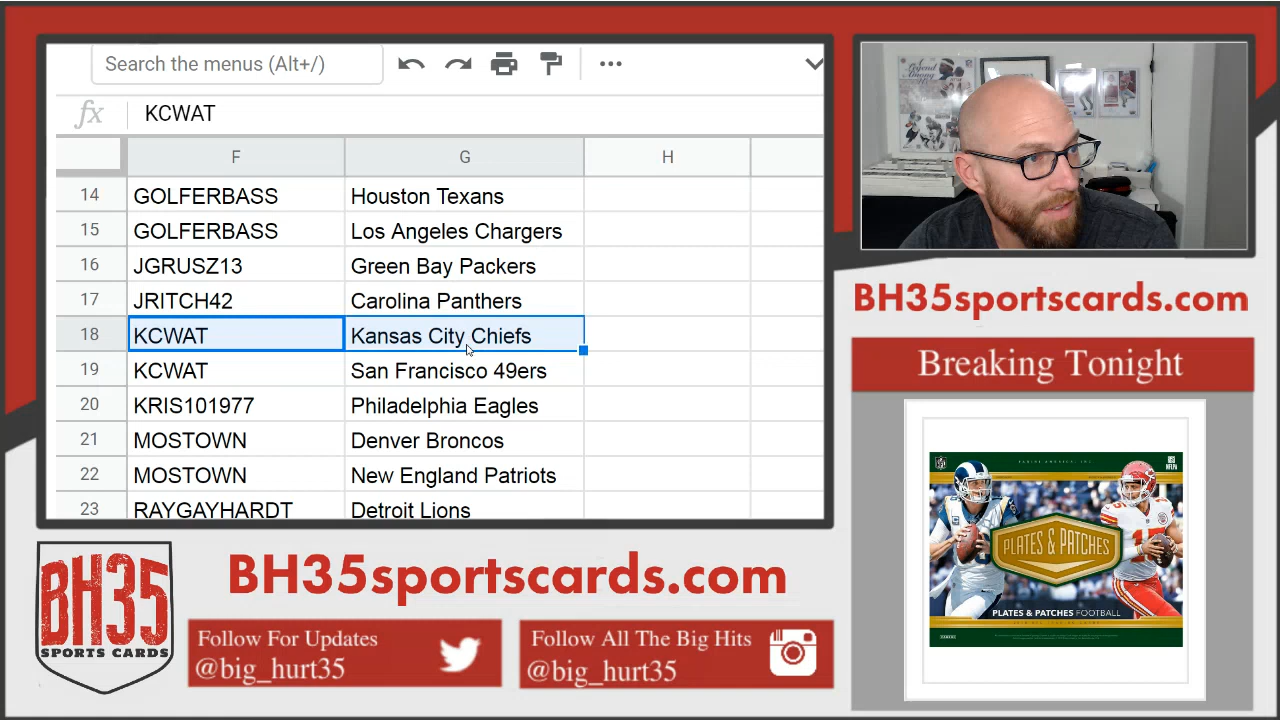 Search the menus (Alt+/)
fx KCWAT
F G H
14 GOLFERBASS Houston Texans
15 GOLFERBASS Los Angeles Chargers
16 JGRUSZ13 Green Bay Packers
17 JRITCH42 Carolina Panthers
18 KCWAT Kansas City Chiefs
19 KCWAT San Francisco 49ers
20 KRIS101977 Philadelphia Eagles
21 MOSTOWN Denver Broncos
22 MOSTOWN New England Patriots
23 RAYGAYHARDT Detroit Lions
BH35sportscards.com
Breaking Tonight
PLATES & PATCHES
15
PLATES & PATCHES FOOTBALL
BH35
SPORTS CARDS
BH35sportscards.com
Follow For Updates
@big_hurt35
Follow All The Big Hits
@big_hurt35